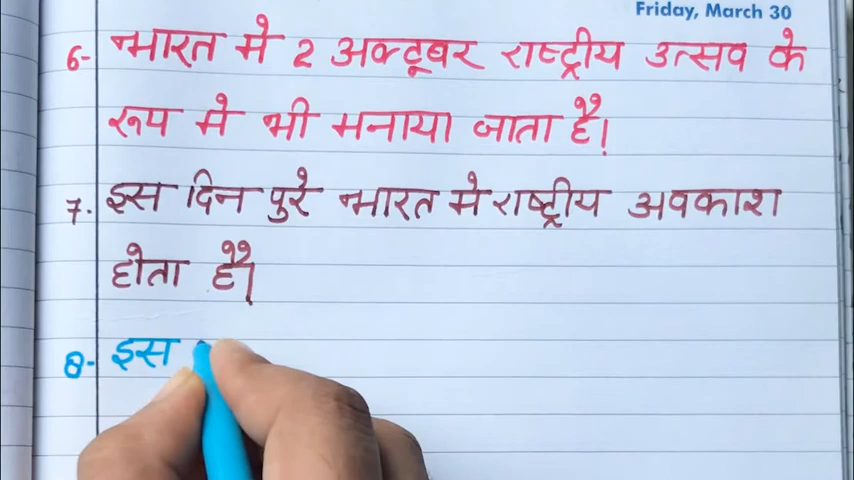 Friday, March 30
6- भारत मे 2 अक्टूबर राष्ट्रीय उत्सव के
रूप मे भी मनाया जाता है।
7. इस दिन पुरे भारत मे राष्ट्रीय अवकाश
होता है।
8- इस